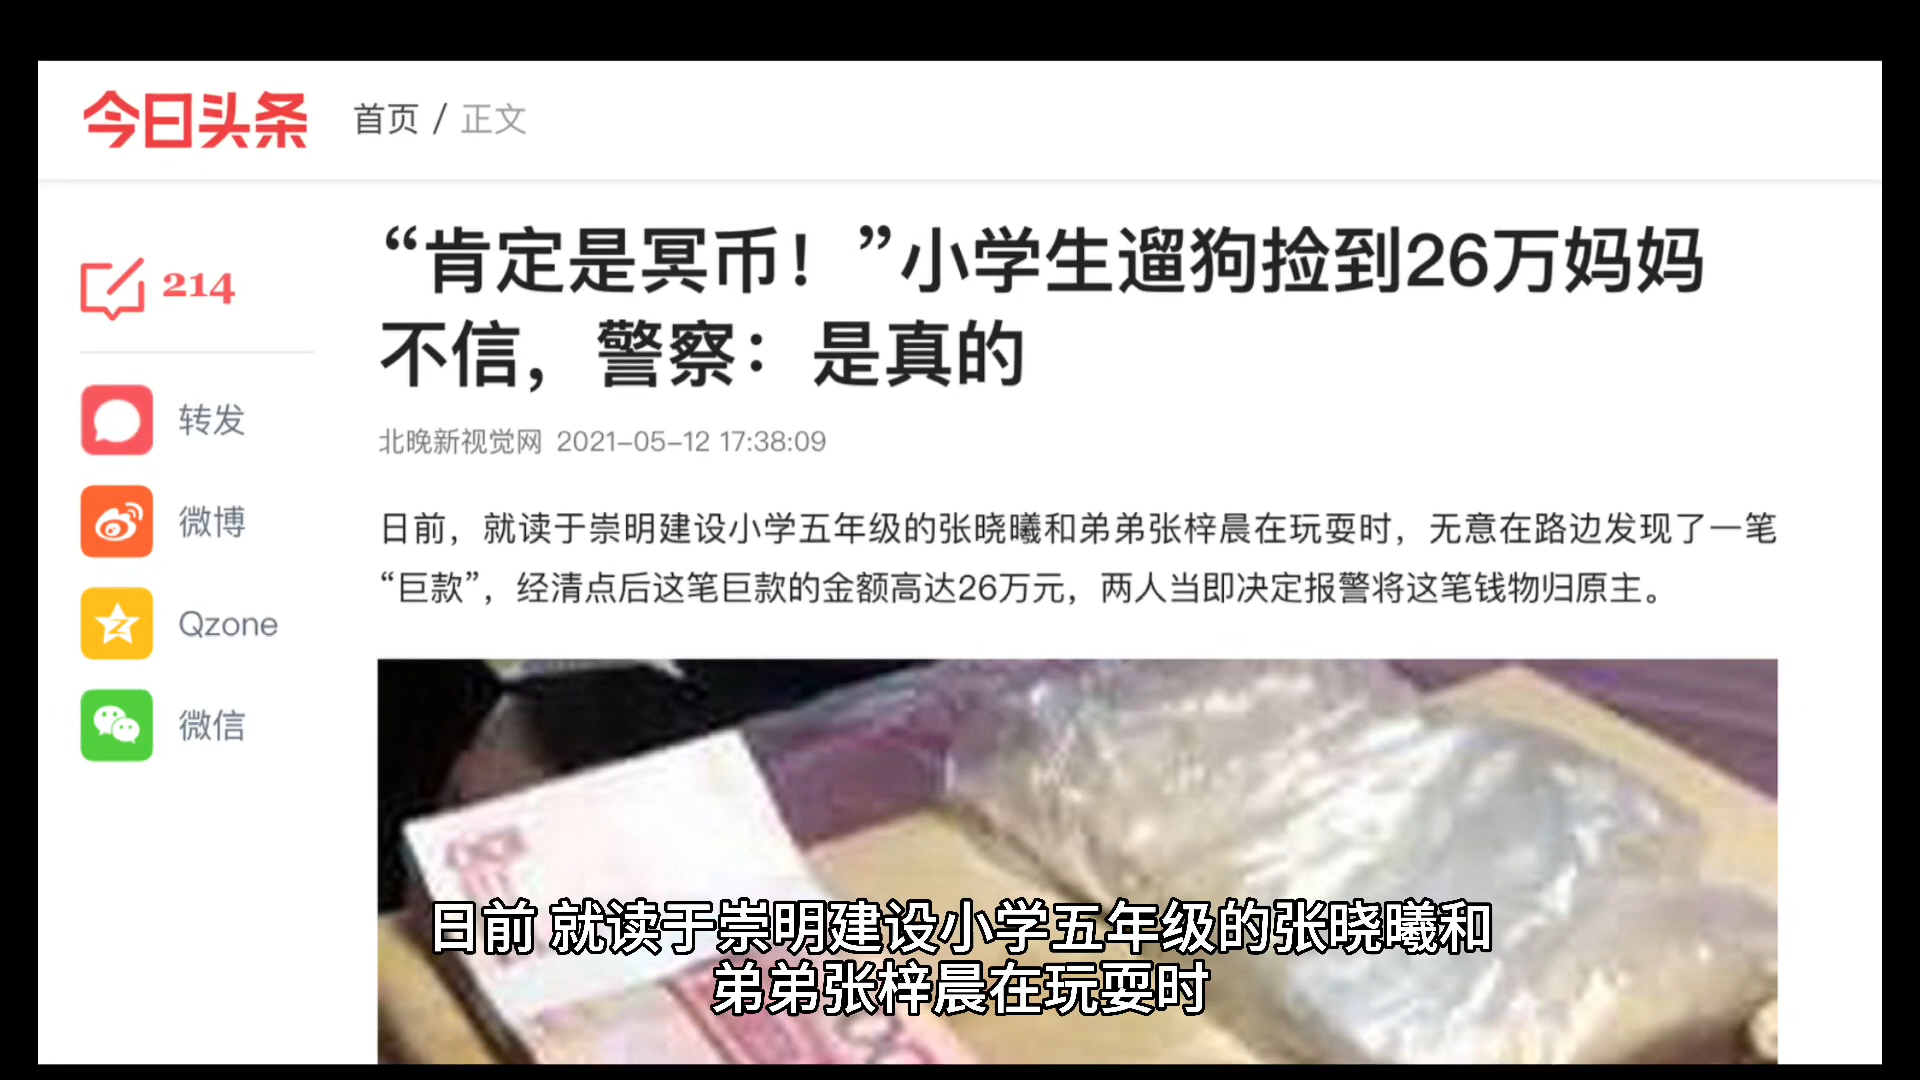 今日头条 首页 / 正文
214
转发
微博
Qzone
微信
“肯定是冥币！”小学生遛狗捡到26万妈妈
不信，警察：是真的
北晚新视觉网 2021-05-12 17:38:09
日前，就读于崇明建设小学五年级的张晓曦和弟弟张梓晨在玩耍时，无意在路边发现了一笔
“巨款”，经清点后这笔巨款的金额高达26万元，两人当即决定报警将这笔钱物归原主。
日前 就读于崇明建设小学五年级的张晓曦和
弟弟张梓晨在玩耍时